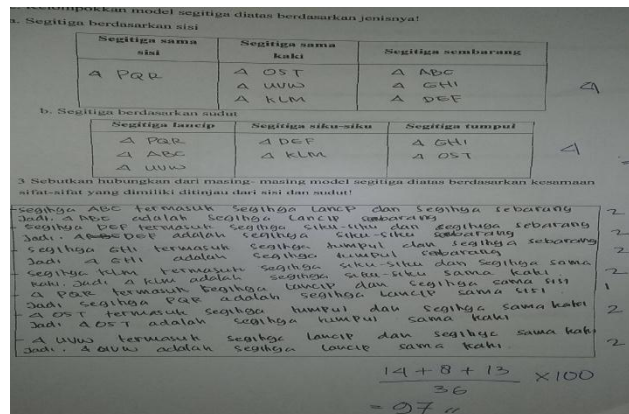 2. Kelompokkan model segitiga diatas berdasarkan jenisnya!
a. Segitiga berdasarkan sisi
Segitiga sama sisi Segitiga sama kaki Segitiga sembarang
Δ PQR Δ OST Δ ABC
Δ UVW Δ GHI
Δ KLM Δ DEF
4
b. Segitiga berdasarkan sudut
Segitiga lancip Segitiga siku-siku Segitiga tumpul
Δ PQR Δ DEF Δ GHI
Δ ABC Δ KLM Δ OST
Δ UVW
4
3 Sebutkan hubungkan dari masing- masing model segitiga diatas berdasarkan kesamaan
sifat-sifat yang dimiliki ditinjau dari sisi dan sudut!
- Segitiga ABC termasuk Segitiga Lancip dan Segitiga Sebarang
Jadi. Δ ABC adalah Segitiga Lancip sebarang 2
- Segitiga DEF termasuk Segitiga Siku-siku dan Segitiga Sebarang
Jadi. Δ DEF adalah Segitiga Siku-siku sebarang 2
- Segitiga GHI termasuk Segitiga tumpul dan Segitiga sebarang
Jadi Δ GHI adalah Segitiga tumpul sebarang 2
- Segitiga KLM termasuk Segitiga siku-siku dan Segitiga sama
kaki. Jadi Δ KLM adalah segitiga siku-siku sama kaki. 2
- Δ PQR termasuk Segitiga Lancip dan Segitiga sama sisi
Jadi Segitiga PQR adalah segitiga Lancip sama sisi 1
- Δ OST termasuk Segitiga tumpul dan Segitiga sama kaki
Jadi Δ OST adalah Segitiga tumpul sama kaki 2
- Δ UVW termasuk Segitiga Lancip dan Segitiga sama kaki
Jadi. Δ UVW adalah Segitiga Lancip sama kaki 2
14 + 8 + 13
36
× 100
= 97 //